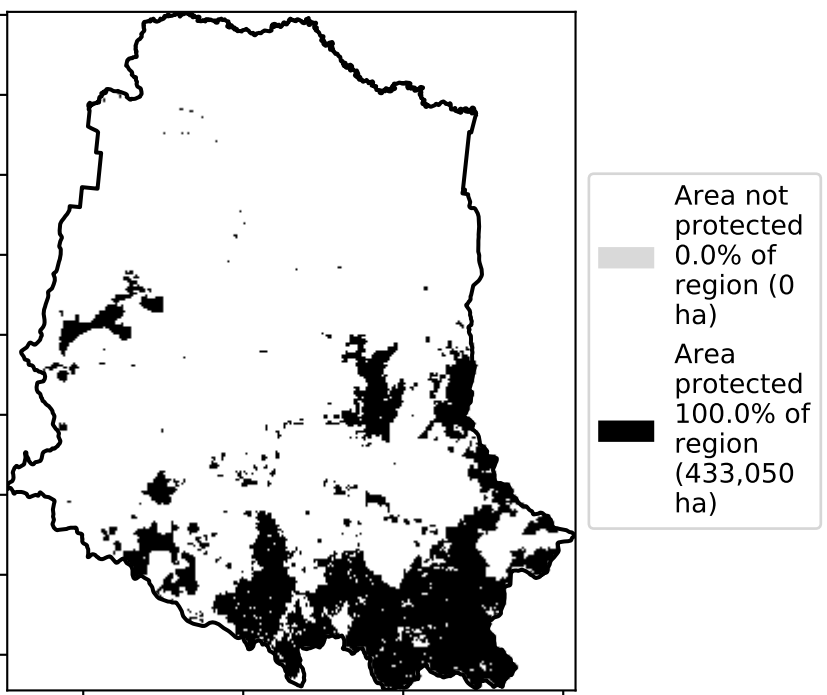 Area not
protected
0.0% of
region (0
ha)
Area
protected
100.0% of
region
(433,050
ha)